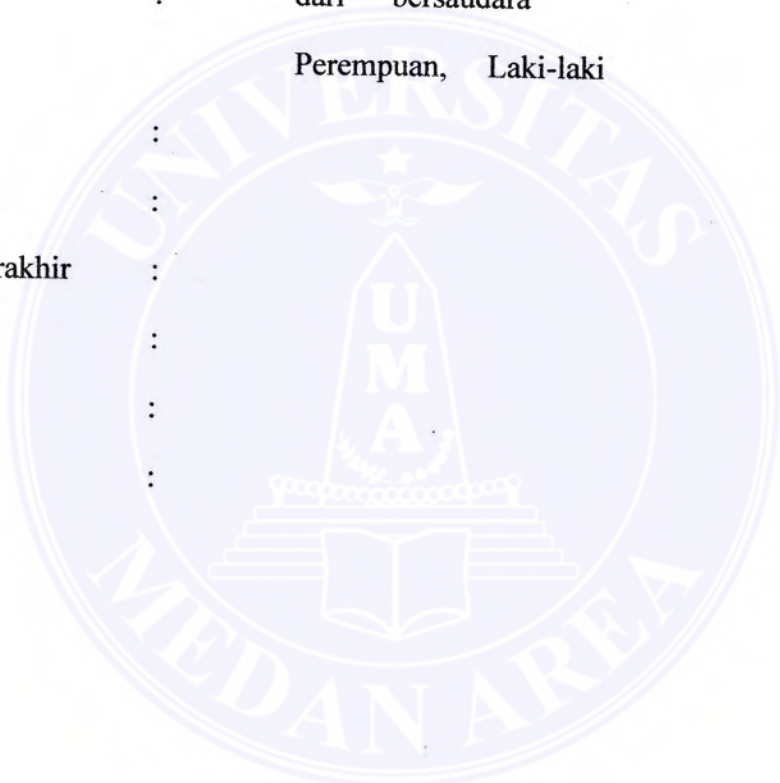 : dari bersaudara
Perempuan, Laki-laki
:
:
rakhir :
:
:
:
UNIVERSITAS
U
M
A
MEDAN AREA